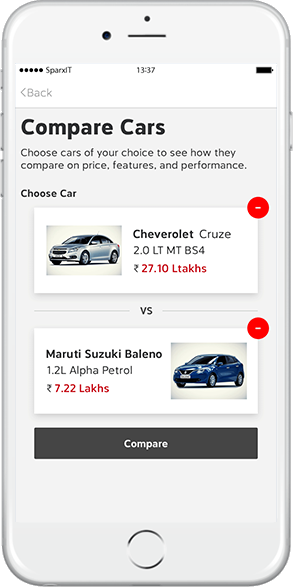 ●●●●● SparxIT 13:37
<Back
Compare Cars
Choose cars of your choice to see how they
compare on price, features, and performance.
Choose Car
Cheverolet Cruze
2.0 LT MT BS4
₹ 27.10 Ltakhs
VS
Maruti Suzuki Baleno
1.2L Alpha Petrol
₹ 7.22 Lakhs
Compare